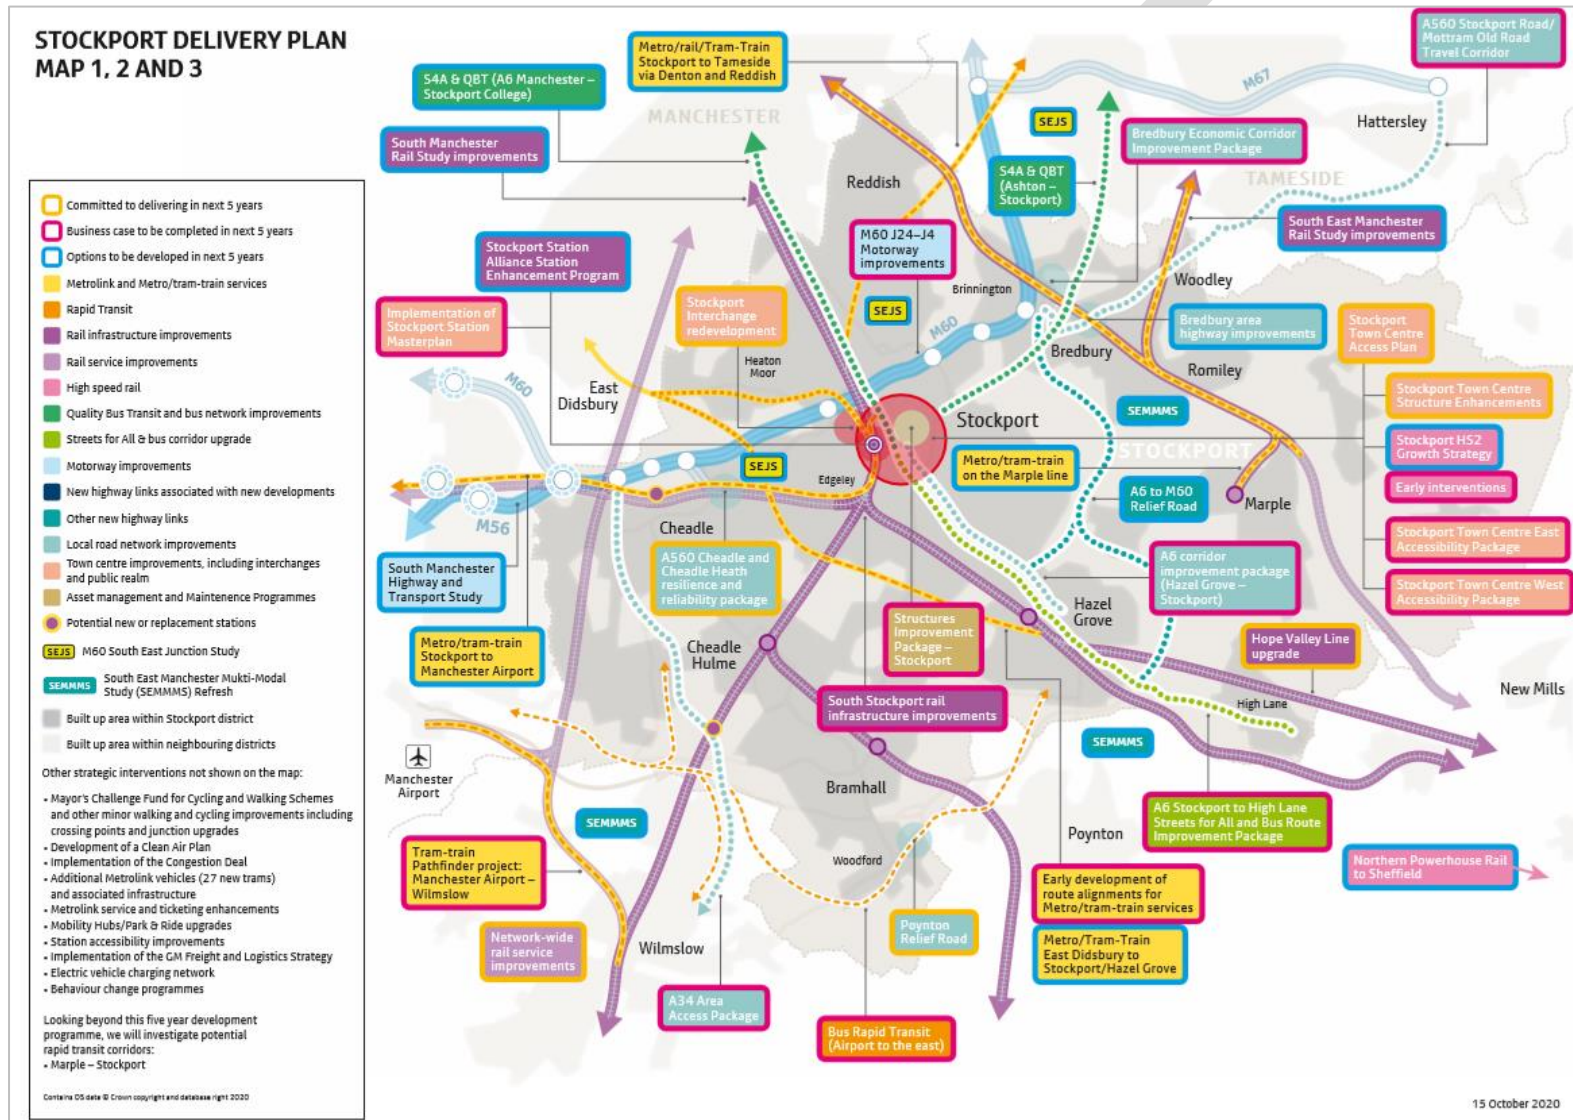 STOCKPORT DELIVERY PLAN
MAP 1, 2 AND 3
Committed to delivering in next 5 years
Business case to be completed in next 5 years
Options to be developed in next 5 years
Metrolink and Metro/tram-train services
Rapid Transit
Rail infrastructure improvements
Rail service improvements
High speed rail
Quality Bus Transit and bus network improvements
Streets for All & bus corridor upgrade
Motorway improvements
New highway links associated with new developments
Other new highway links
Local road network improvements
Town centre improvements, including interchanges
and public realm
Asset management and Maintenence Programmes
Potential new or replacement stations
SEJS M60 South East Junction Study
SEMMMS South East Manchester Mukti-Modal
Study (SEMMMS) Refresh
Built up area within Stockport district
Built up area within neighbouring districts
Other strategic interventions not shown on the map:
• Mayor's Challenge Fund for Cycling and Walking Schemes
and other minor walking and cycling improvements including
crossing points and junction upgrades
• Development of a Clean Air Plan
• Implementation of the Congestion Deal
• Additional Metrolink vehicles (27 new trams)
and associated infrastructure
• Metrolink service and ticketing enhancements
• Mobility Hubs/Park & Ride upgrades
• Station accessibility improvements
• Implementation of the GM Freight and Logistics Strategy
• Electric vehicle charging network
• Behaviour change programmes
Looking beyond this five year development
programme, we will investigate potential
rapid transit corridors:
• Marple – Stockport
Contains OS data © Crown copyright and database right 2020
S4A & QBT (A6 Manchester –
Stockport College)
South Manchester
Rail Study improvements
Metro/rail/Tram-Train
Stockport to Tameside
via Denton and Reddish
MANCHESTER
Reddish
SEJS
S4A & QBT
(Ashton –
Stockport)
Bredbury Economic Corridor
Improvement Package
A560 Stockport Road/
Mottram Old Road
Travel Corridor
M67
Hattersley
TAMESIDE
South East Manchester
Rail Study improvements
Stockport Station
Alliance Station
Enhancement Program
M60 J24–J4
Motorway
improvements
Brinnington
Woodley
Implementation of
Stockport Station
Masterplan
Stockport
Interchange
redevelopment
SEJS
M60
Bredbury area
highway improvements
Stockport
Town Centre
Access Plan
Heaton
Moor
Bredbury
Romiley
M60
East
Didsbury
Stockport
SEMMMS
STOCKPORT
Stockport Town Centre
Structure Enhancements
Stockport HS2
Growth Strategy
Early interventions
Stockport Town Centre East
Accessibility Package
Stockport Town Centre West
Accessibility Package
SEJS
Edgeley
Metro/tram-train
on the Marple line
A6 to M60
Relief Road
Marple
M56
Cheadle
South Manchester
Highway and
Transport Study
A560 Cheadle and
Cheadle Heath
resilience and
reliability package
A6 corridor
improvement package
(Hazel Grove –
Stockport)
Hazel
Grove
Metro/tram-train
Stockport to
Manchester Airport
Cheadle
Hulme
Structures
Improvement
Package –
Stockport
Hope Valley Line
upgrade
New Mills
South Stockport rail
infrastructure improvements
High Lane
SEMMMS
Manchester
Airport
Bramhall
SEMMMS
Poynton
A6 Stockport to High Lane
Streets for All and Bus Route
Improvement Package
Tram-train
Pathfinder project:
Manchester Airport –
Wilmslow
Woodford
Early development of
route alignments for
Metro/tram-train services
Northern Powerhouse Rail
to Sheffield
Network-wide
rail service
improvements
Wilmslow
Poynton
Relief Road
Metro/Tram-Train
East Didsbury to
Stockport/Hazel Grove
A34 Area
Access Package
Bus Rapid Transit
(Airport to the east)
15 October 2020